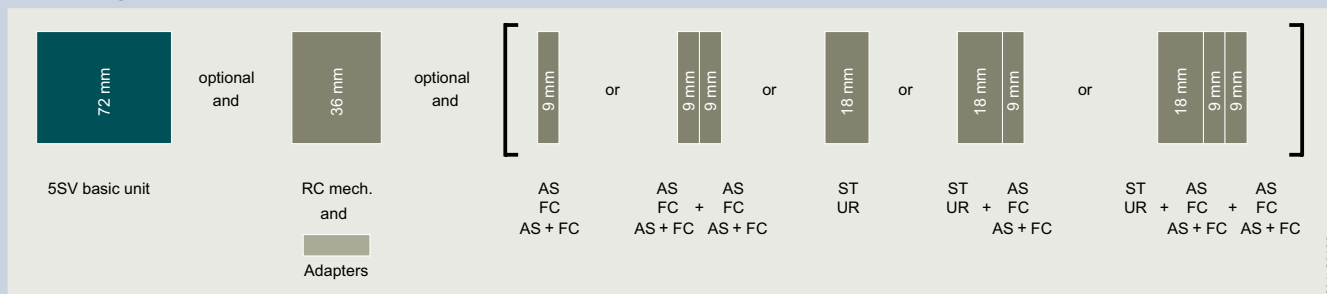 72 mm
optional
and
36 mm
optional
and
9 mm
or
9 mm 9 mm
or
18 mm
or
18 mm 9 mm
or
18 mm 9 mm 9 mm
5SV basic unit
RC mech.
and
Adapters
AS
FC
AS + FC
AS AS
FC + FC
AS + FC AS + FC
ST
UR
ST AS
UR + FC
AS + FC
ST AS AS
UR + FC + FC
AS + FC AS + FC